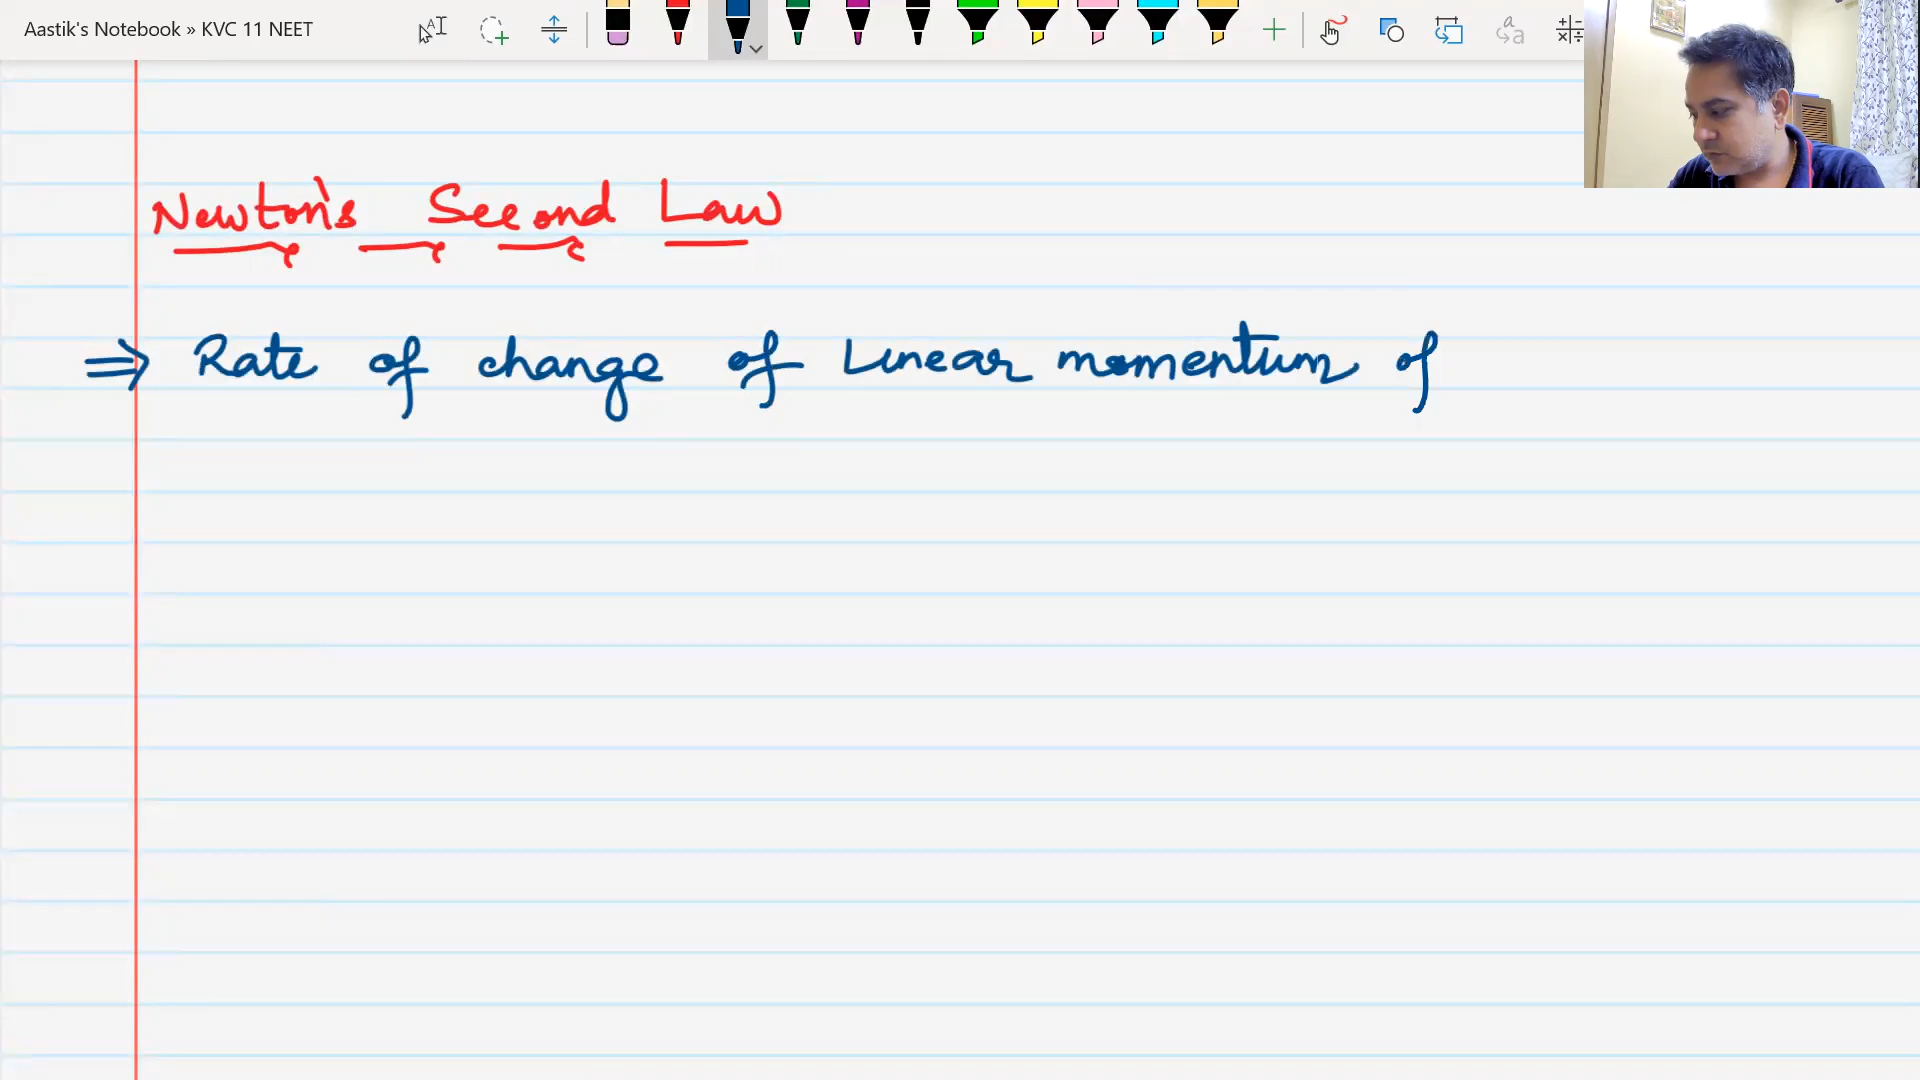 Aastik's Notebook » KVC 11 NEET
Newton's Second Law
⇒ Rate of change of Linear momentum of